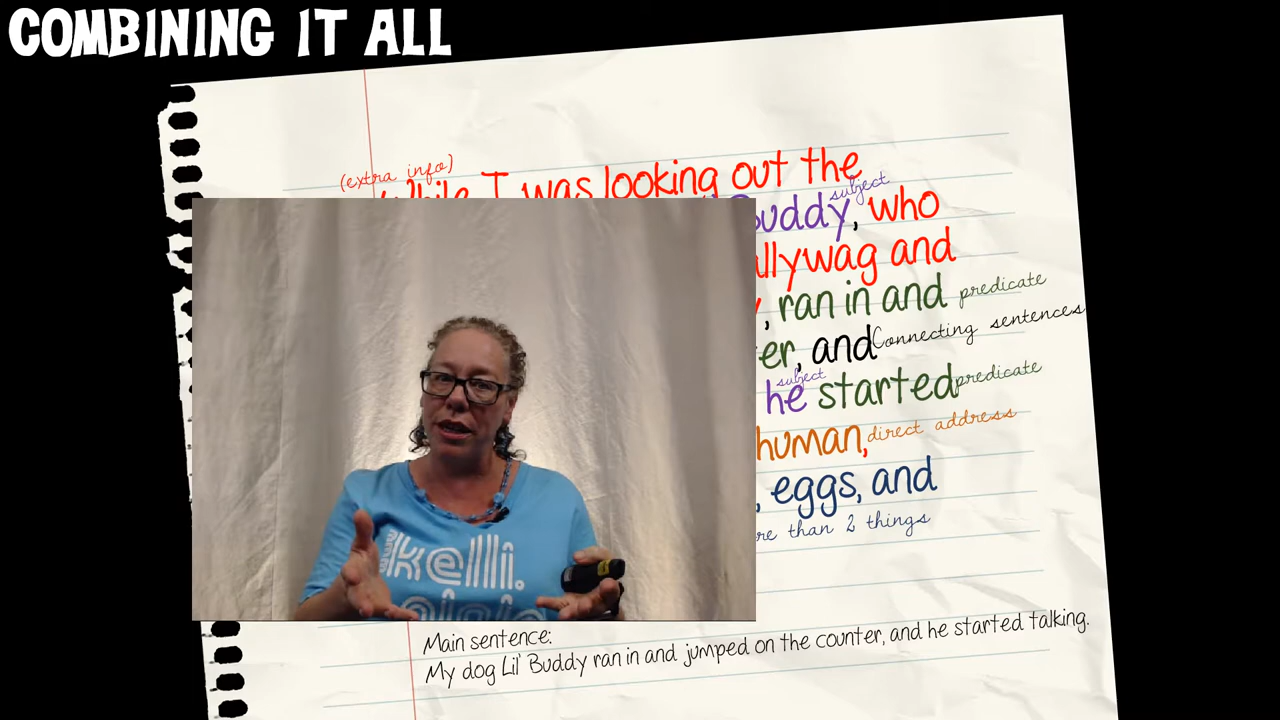 COMBINING IT ALL
(extra info)
While I was looking out the
subject
Buddy, who
allywag and
, ran in and predicate
er, and Connecting sentences
subject
he started predicate
human, direct address
, eggs, and
re than 2 things
kelli.
Main sentence:
My dog Lil' Buddy ran in and jumped on the counter, and he started talking.